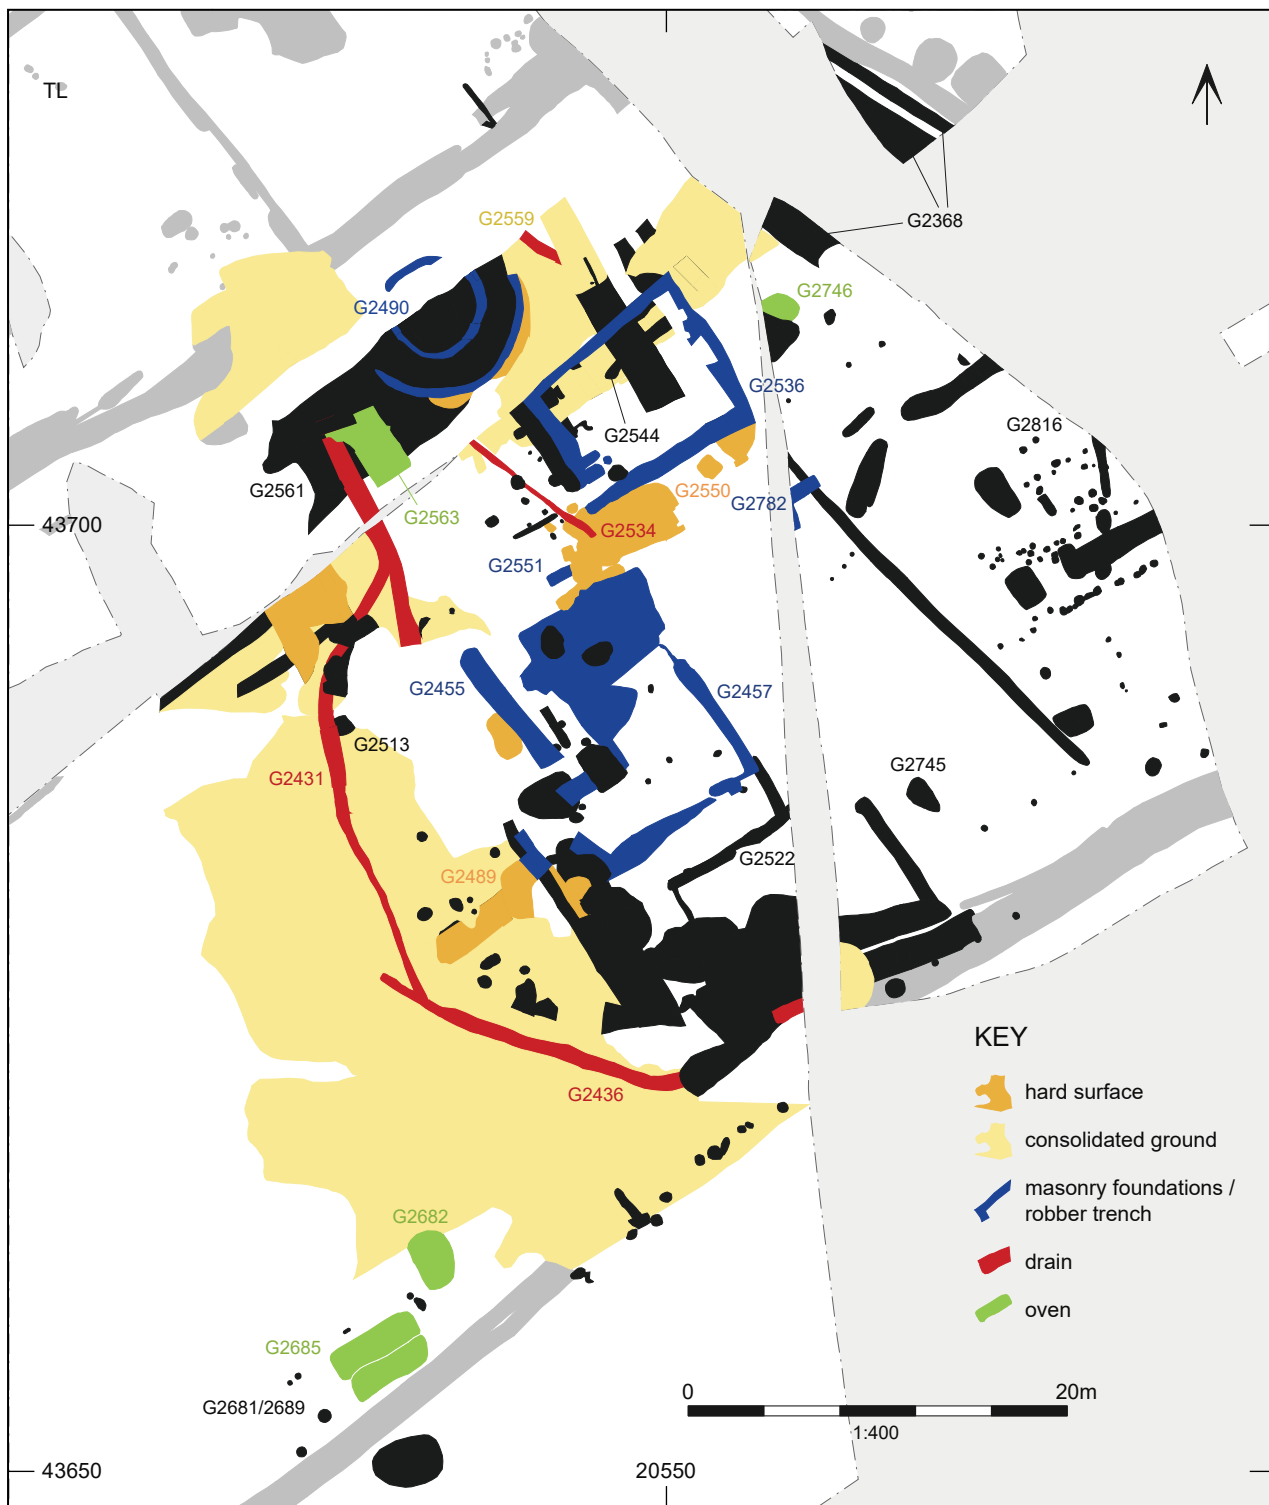 TL
G2368
G2559
G2746
G2490
G2536
G2816
G2544
G2561
G2550
G2782
G2563
43700
G2534
G2551
G2455
G2457
G2513
G2431
G2745
G2522
G2489
KEY
hard surface
G2436
consolidated ground
masonry foundations /
robber trench
G2682
drain
oven
G2685
0 20m
G2681/2689
1:400
43650
20550